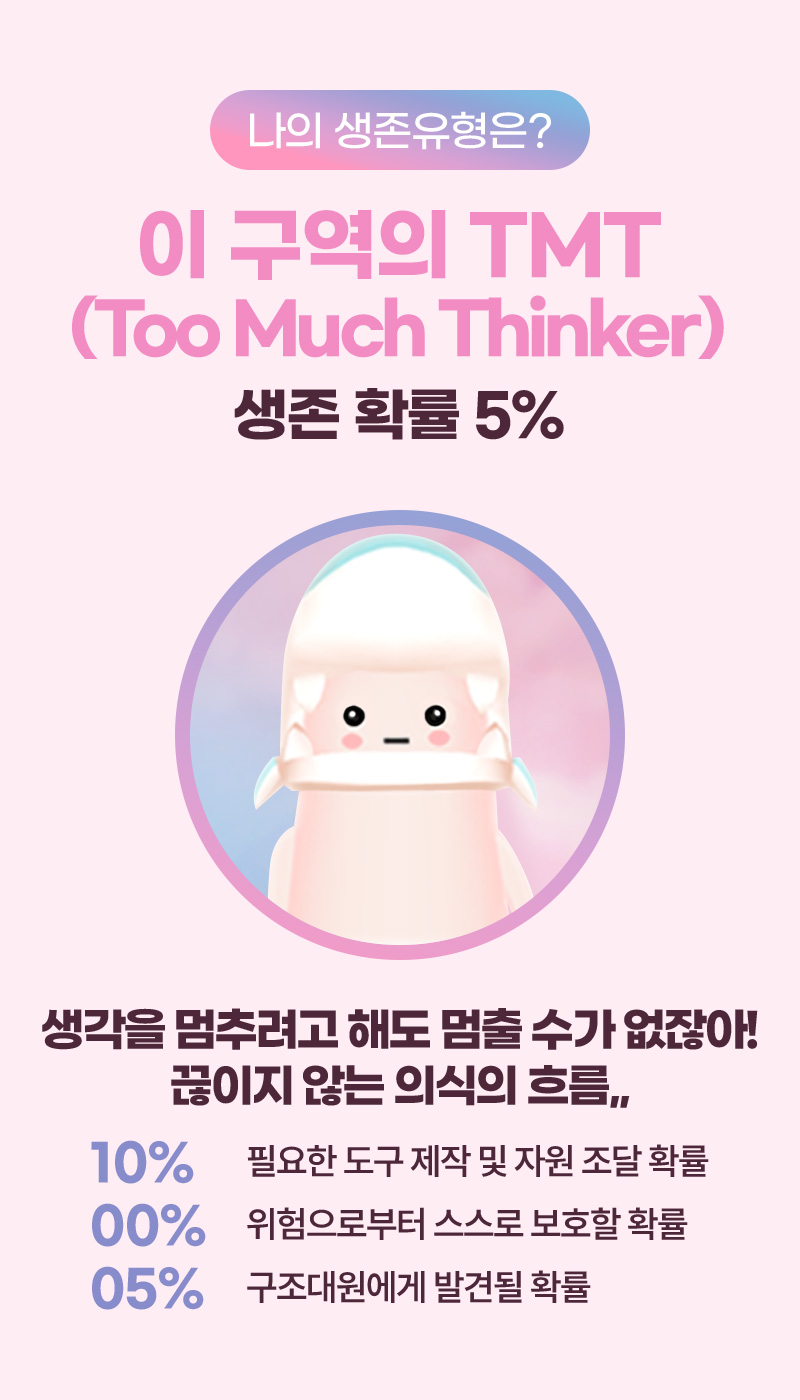 나의 생존유형은?
이 구역의 TMT
(Too Much Thinker)
생존 확률 5%
생각을 멈추려고 해도 멈출 수가 없잖아!
끊이지 않는 의식의 흐름,,
10% 필요한 도구 제작 및 자원 조달 확률
00% 위험으로부터 스스로 보호할 확률
05% 구조대원에게 발견될 확률